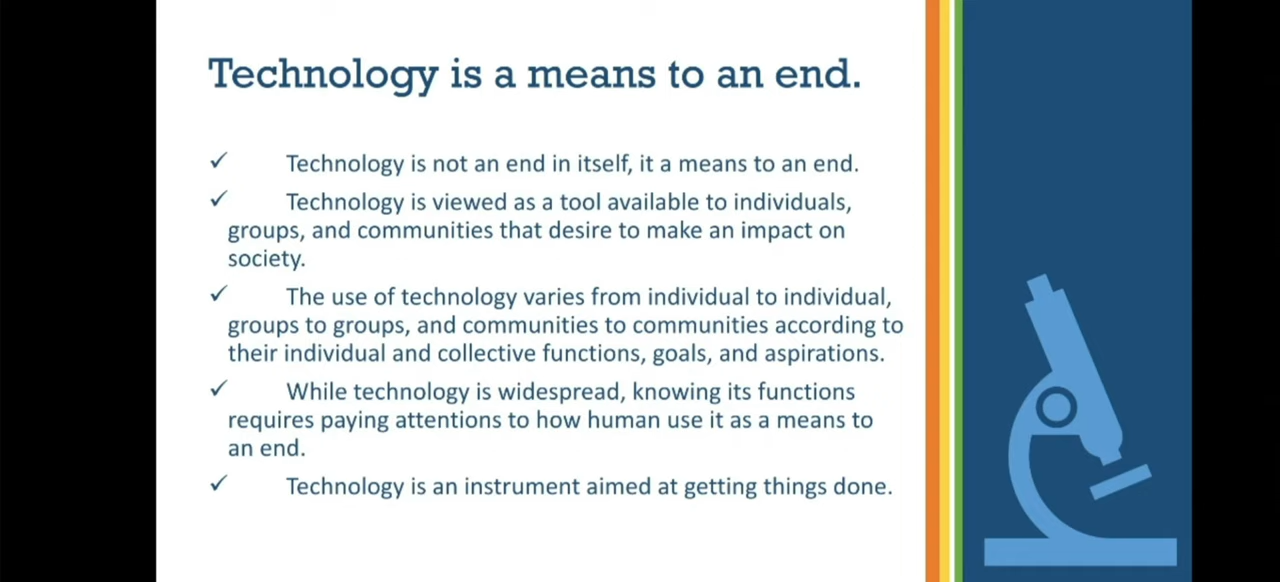 Technology is a means to an end.
✓ Technology is not an end in itself, it a means to an end.
✓ Technology is viewed as a tool available to individuals,
groups, and communities that desire to make an impact on
society.
✓ The use of technology varies from individual to individual,
groups to groups, and communities to communities according to
their individual and collective functions, goals, and aspirations.
✓ While technology is widespread, knowing its functions
requires paying attentions to how human use it as a means to
an end.
✓ Technology is an instrument aimed at getting things done.